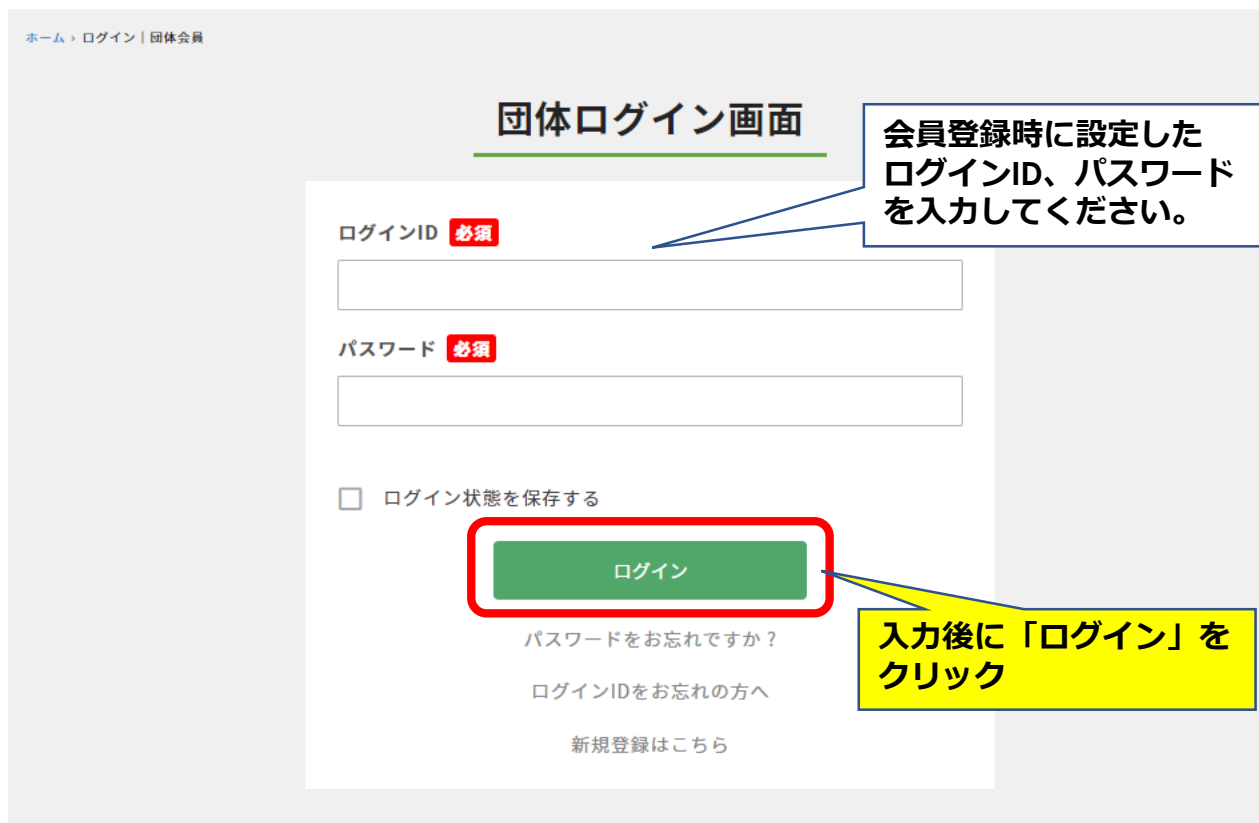 ホーム › ログイン｜団体会員
団体ログイン画面
会員登録時に設定した
ログインID、パスワード
を入力してください。
ログインID 必須
パスワード 必須
ログイン状態を保存する
ログイン
入力後に「ログイン」を
クリック
パスワードをお忘れですか？
ログインIDをお忘れの方へ
新規登録はこちら